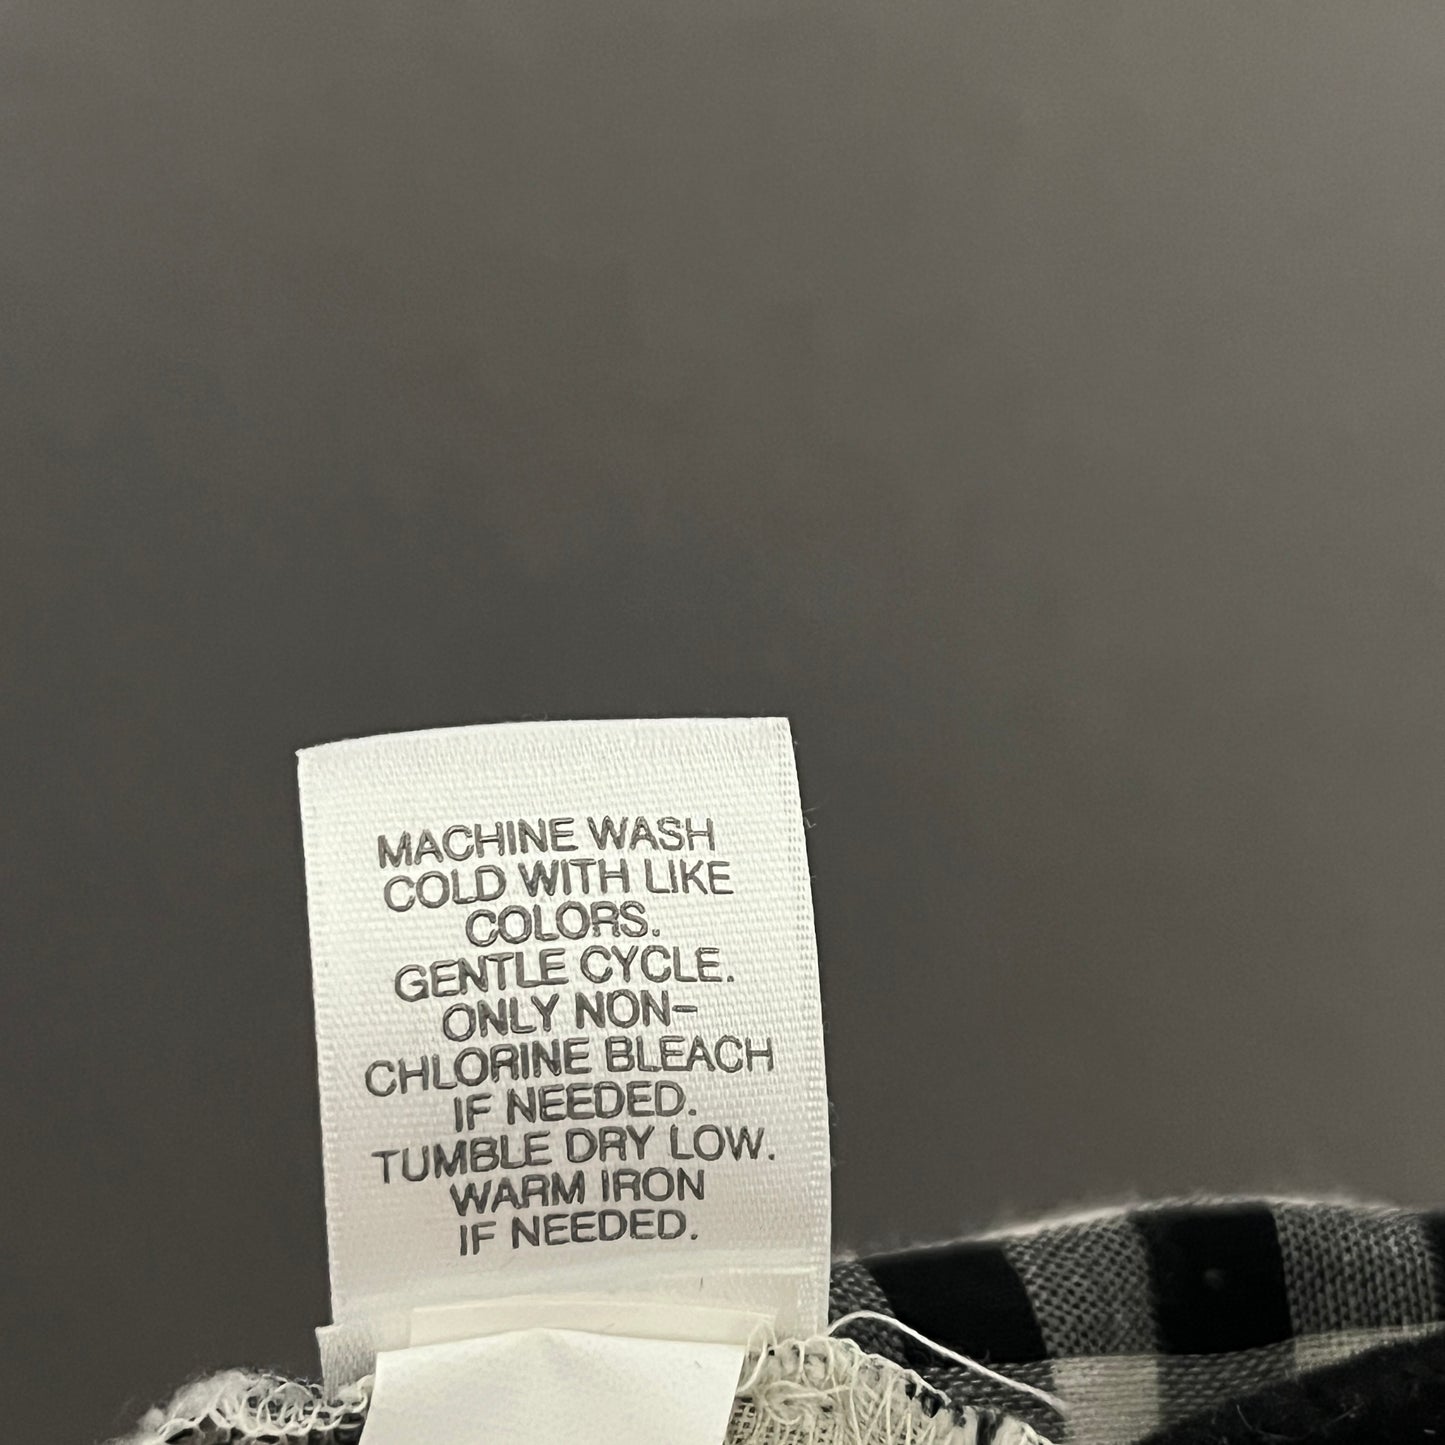 MACHINE WASH
COLD WITH LIKE
COLORS.
GENTLE CYCLE.
ONLY NON-
CHLORINE BLEACH
IF NEEDED.
TUMBLE DRY LOW.
WARM IRON
IF NEEDED.